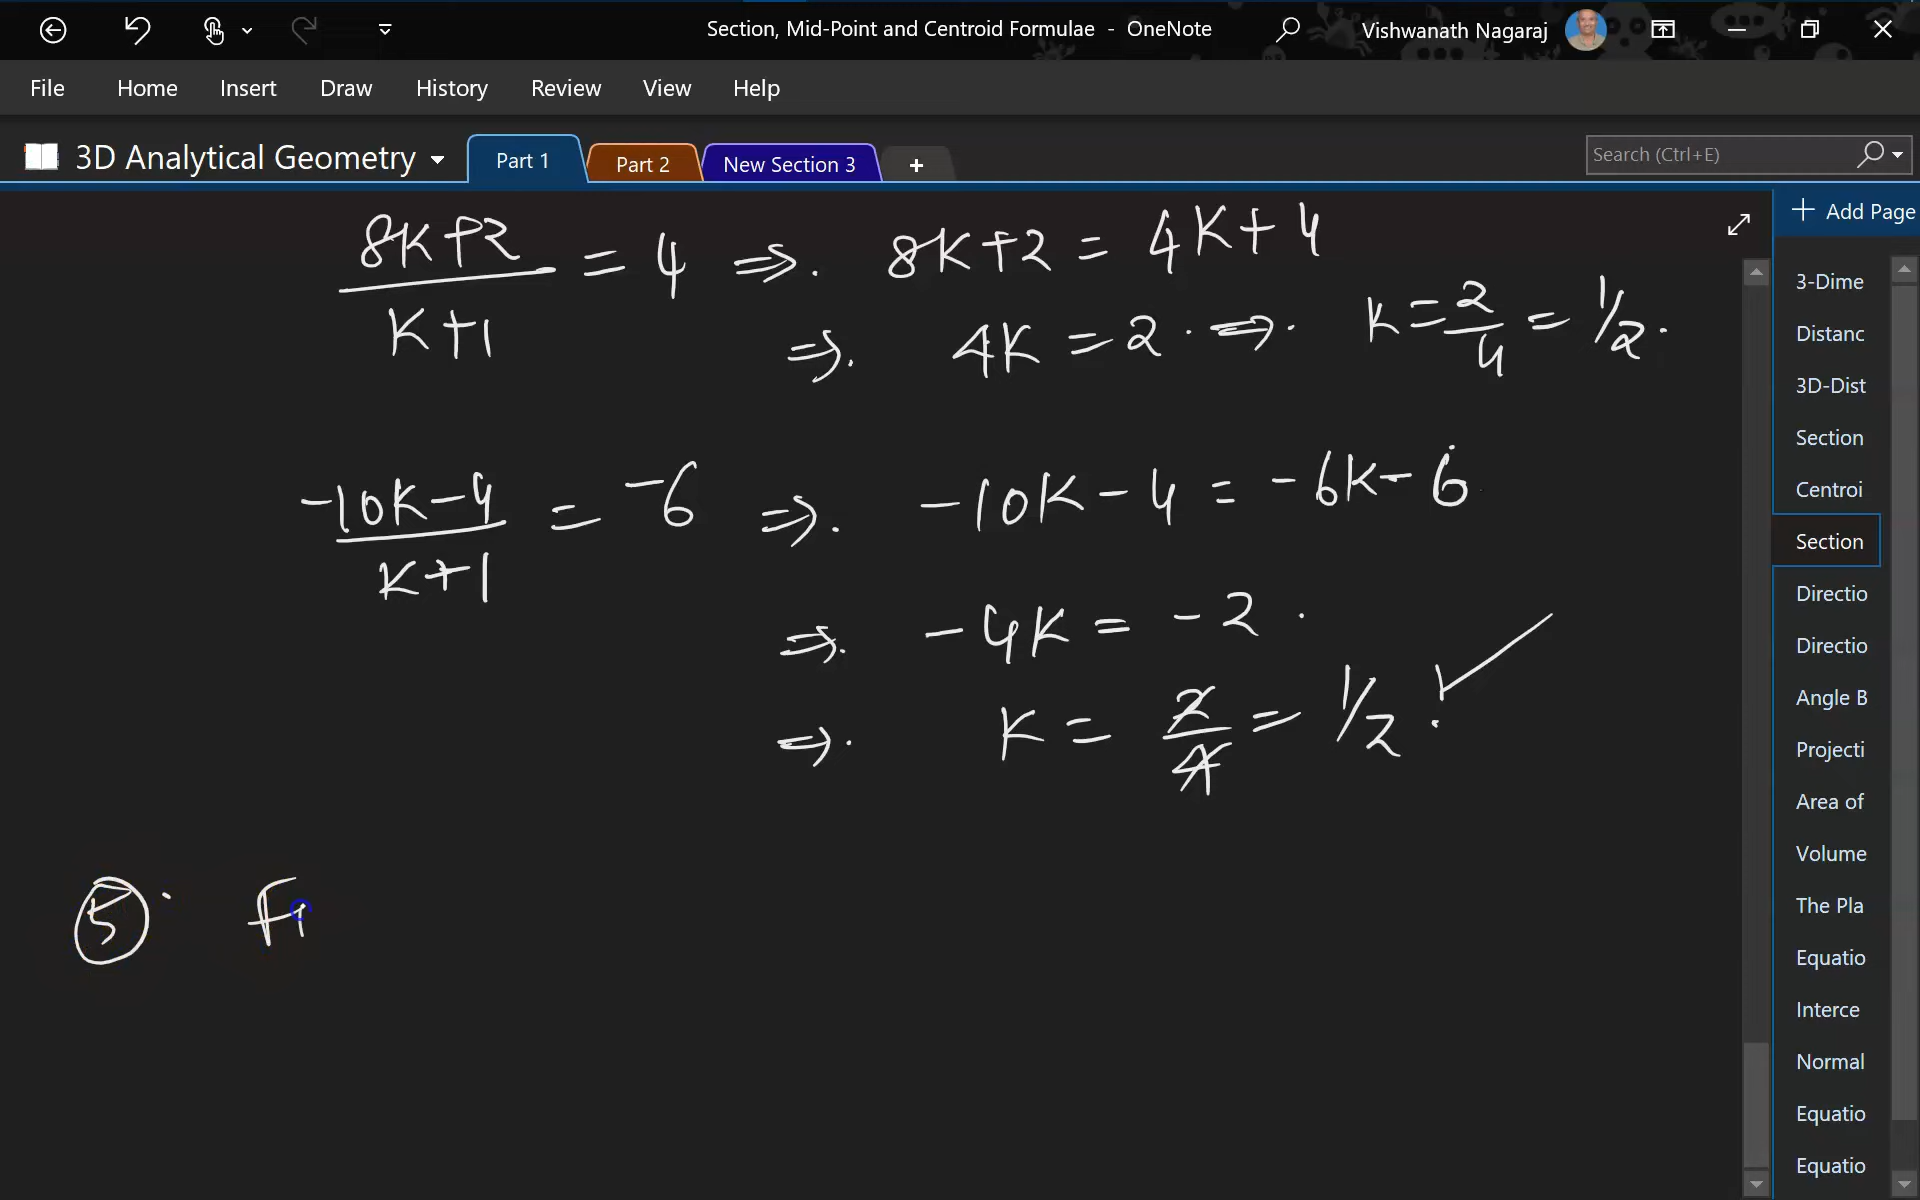 Section, Mid-Point and Centroid Formulae - OneNote
Vishwanath Nagaraj
File Home Insert Draw History Review View Help
3D Analytical Geometry
Part 1
Part 2
New Section 3
+
Search (Ctrl+E)
+ Add Page
3-Dime
Distanc
3D-Dist
Section
Centroi
Section
Directio
Directio
Angle B
Projecti
Area of
Volume
The Pla
Equatio
Interce
Normal
Equatio
Equatio
(8K+2)/(K+1) = 4 ⇒. 8K+2 = 4K+4
⇒. 4K = 2 . ⇒. K = 2/4 = 1/2 .
(-10K-4)/(K+1) = -6 ⇒. -10K-4 = -6K-6
⇒. -4K = -2 .
⇒. K = 2/4 = 1/2 . ✓
⑤. Fi